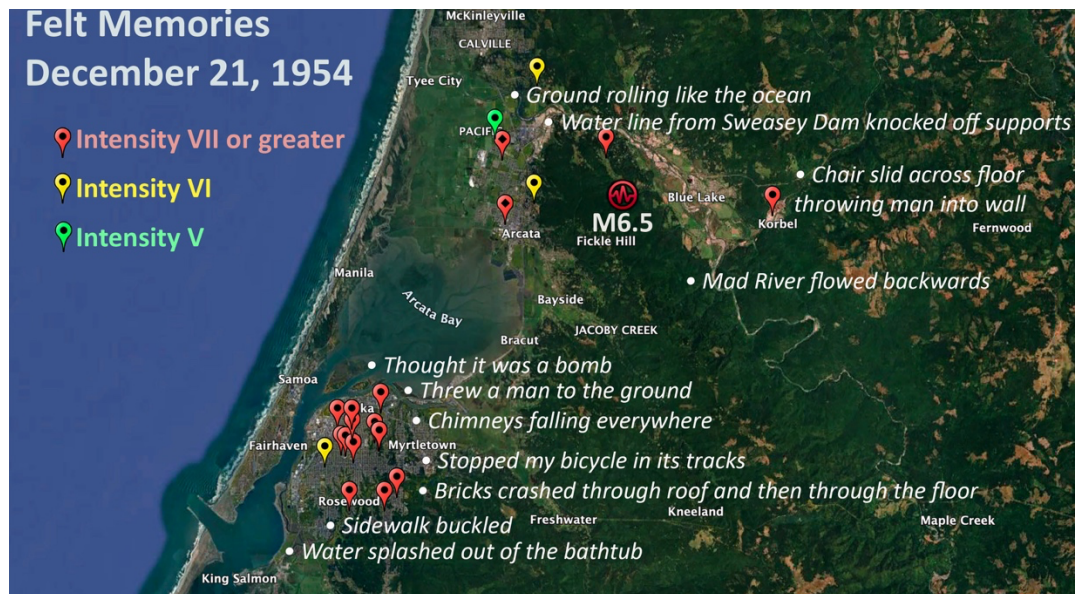 Felt Memories
December 21, 1954
Intensity VII or greater
Intensity VI
Intensity V
McKinleyville
CALVILLE
Tyee City
• Ground rolling like the ocean
PACIFIC
• Water line from Sweasey Dam knocked off supports
• Chair slid across floor
throwing man into wall
Blue Lake
M6.5
Korbel
Fernwood
Arcata
Fickle Hill
Manila
• Mad River flowed backwards
Arcata Bay
Bayside
JACOBY CREEK
Bracut
• Thought it was a bomb
Samoa
• Threw a man to the ground
ka
• Chimneys falling everywhere
Fairhaven
Myrtletown
• Stopped my bicycle in its tracks
• Bricks crashed through roof and then through the floor
Rosewood
Kneeland
• Sidewalk buckled
Freshwater
Maple Creek
• Water splashed out of the bathtub
King Salmon